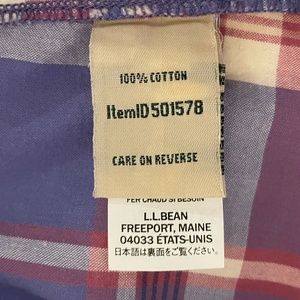 100% COTTON
ItemID 501578
CARE ON REVERSE
FER CHAUD SI BESOIN
L.L.BEAN
FREEPORT, MAINE
04033 ÉTATS-UNIS
日本語は裏面をご覧ください。